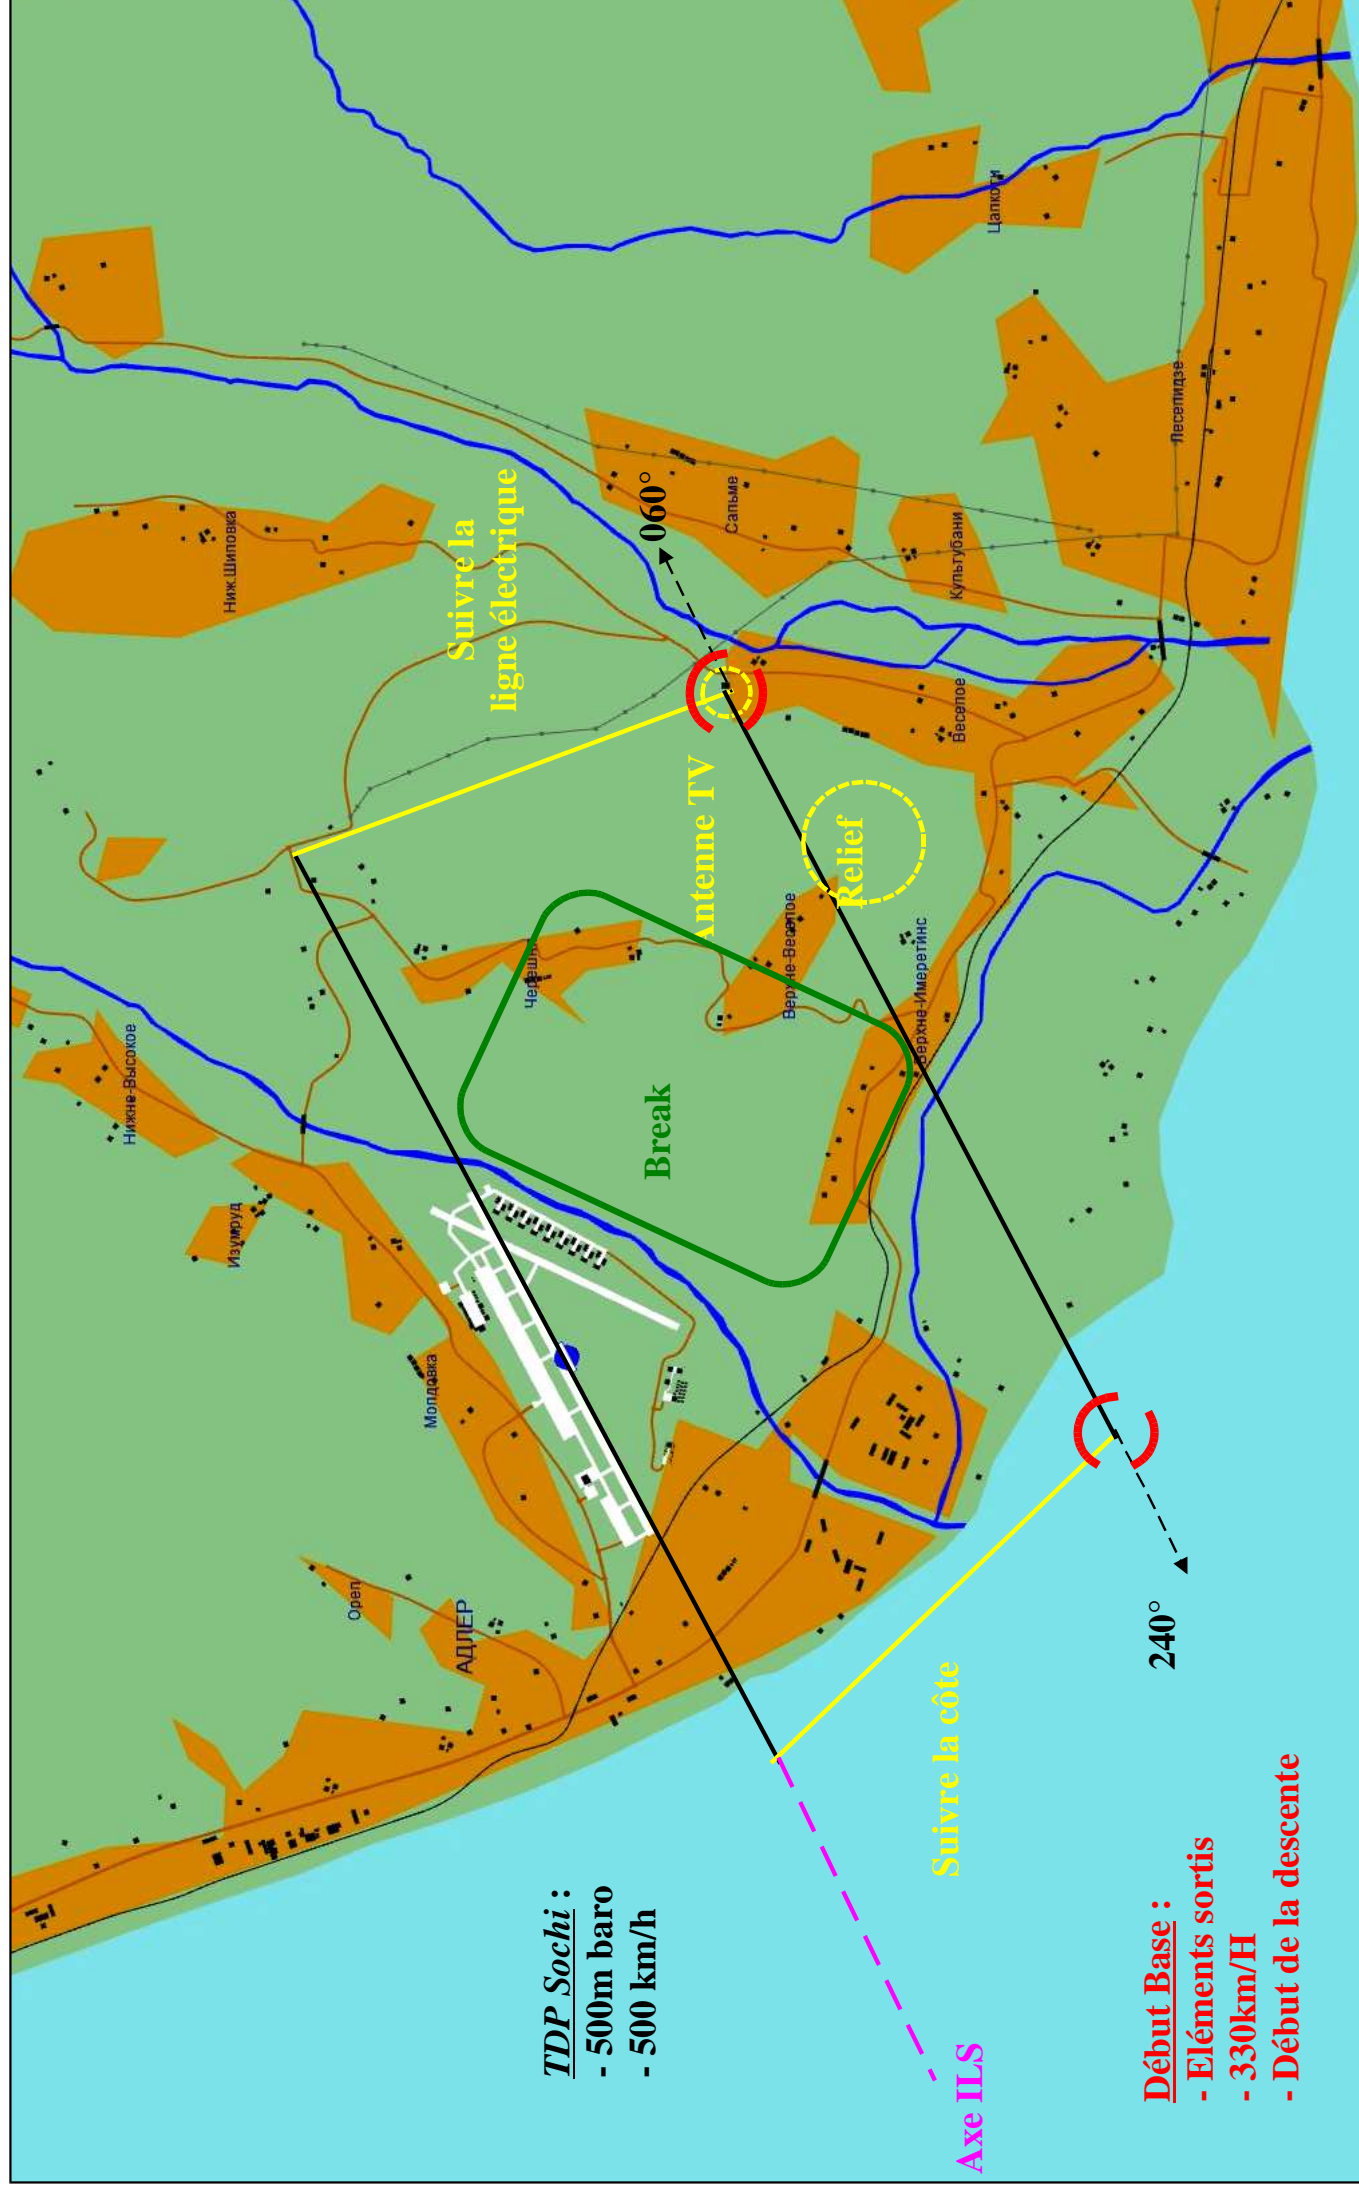 Нижне-Высокое
Изумруд
Ниж.Шиповка
Орел
Молдовка
АДЛЕР
Suivre la
ligne électrique
TDP Sochi :
- 500m baro
- 500 km/h
Break
060°
Antenne TV
Сальме
Верхне-Веселое
Relief
Верхне-Имеретинс
Suivre la côte
Веселое
Культубани
Axe ILS
240°
Леселидзе
Début Base :
- Eléments sortis
- 330km/H
- Début de la descente